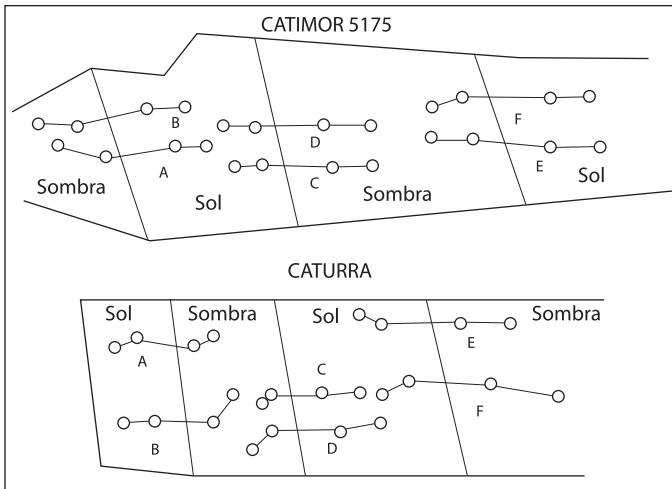 CATIMOR 5175
B
F
D
A
E
C
Sombra
Sol
Sombra
Sol
CATURRA
Sol
Sombra
Sol
Sombra
E
A
C
F
B
D